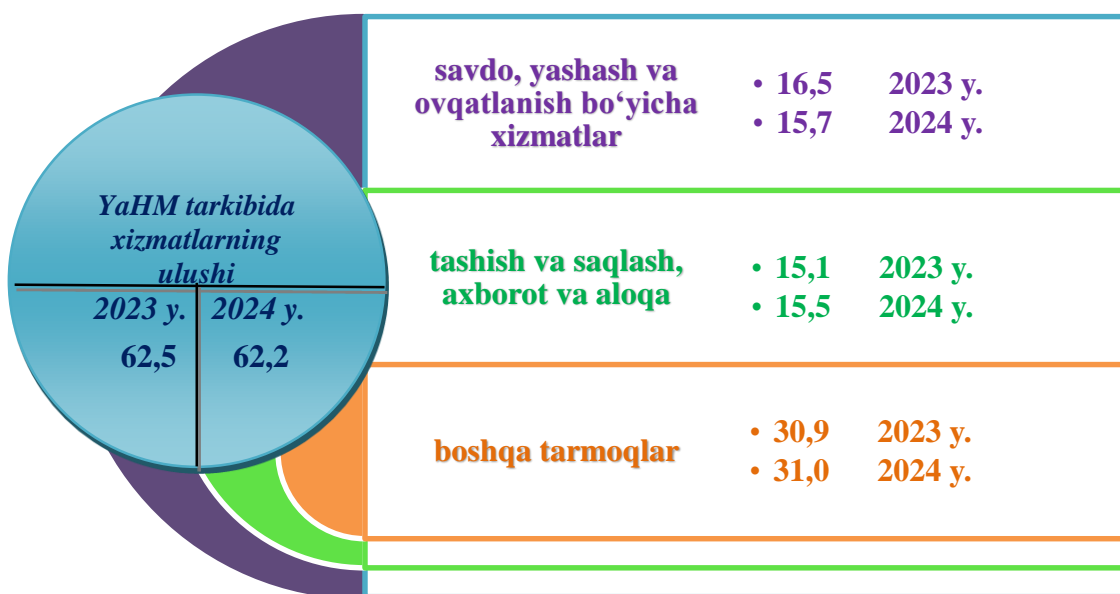 YaHM tarkibida
xizmatlarning
ulushi
2023 y. 2024 y.
62,5 62,2
savdo, yashash va
ovqatlanish bo‘yicha
xizmatlar
• 16,5 2023 y.
• 15,7 2024 y.
tashish va saqlash,
axborot va aloqa
• 15,1 2023 y.
• 15,5 2024 y.
boshqa tarmoqlar
• 30,9 2023 y.
• 31,0 2024 y.